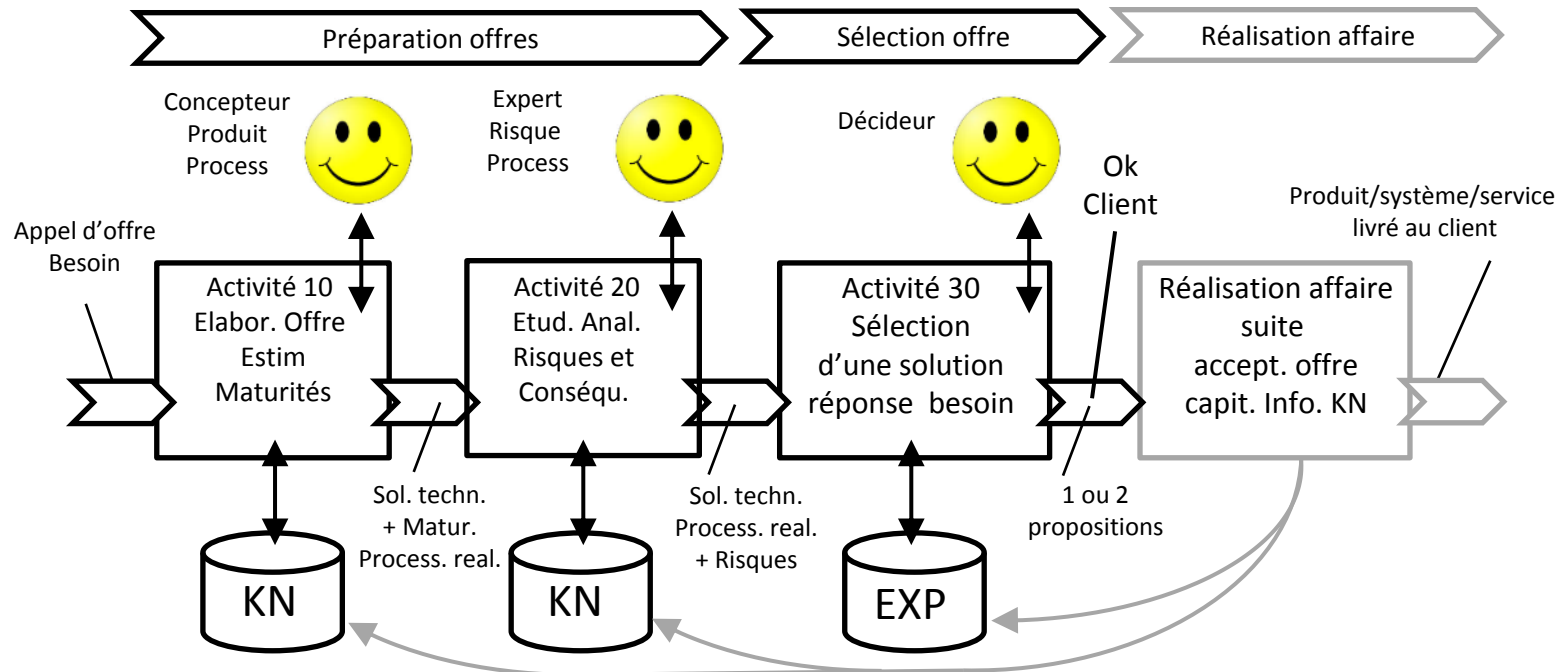 Préparation offres
Sélection offre
Réalisation affaire
Concepteur
Produit
Process
Expert
Risque
Process
Décideur
Ok
Client
Produit/système/service
livré au client
Appel d’offre
Besoin
Activité 10
Elabor. Offre
Estim
Maturités
Activité 20
Etud. Anal.
Risques et
Conséqu.
Activité 30
Sélection
d’une solution
réponse besoin
Réalisation affaire
suite
accept. offre
capit. Info. KN
Sol. techn.
+ Matur.
Process. real.
Sol. techn.
Process. real.
+ Risques
1 ou 2
propositions
KN
KN
EXP